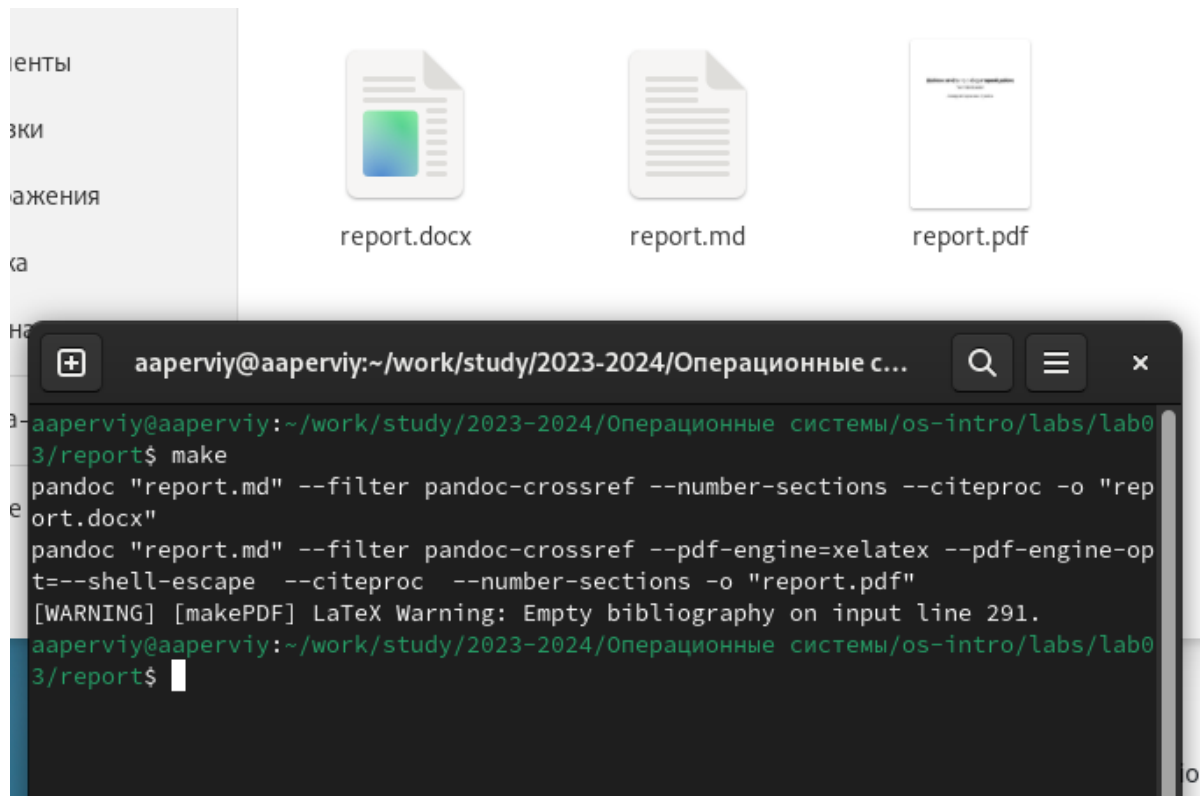 енты
вки
ажения
ка
на
report.docx
report.md
report.pdf
aaperviy@aaperviy:~/work/study/2023-2024/Операционные с...
aaperviy@aaperviy:~/work/study/2023-2024/Операционные системы/os-intro/labs/lab0
3/report$ make
pandoc "report.md" --filter pandoc-crossref --number-sections --citeproc -o "rep
ort.docx"
pandoc "report.md" --filter pandoc-crossref --pdf-engine=xelatex --pdf-engine-op
t=--shell-escape  --citeproc  --number-sections -o "report.pdf"
[WARNING] [makePDF] LaTeX Warning: Empty bibliography on input line 291.
aaperviy@aaperviy:~/work/study/2023-2024/Операционные системы/os-intro/labs/lab0
3/report$